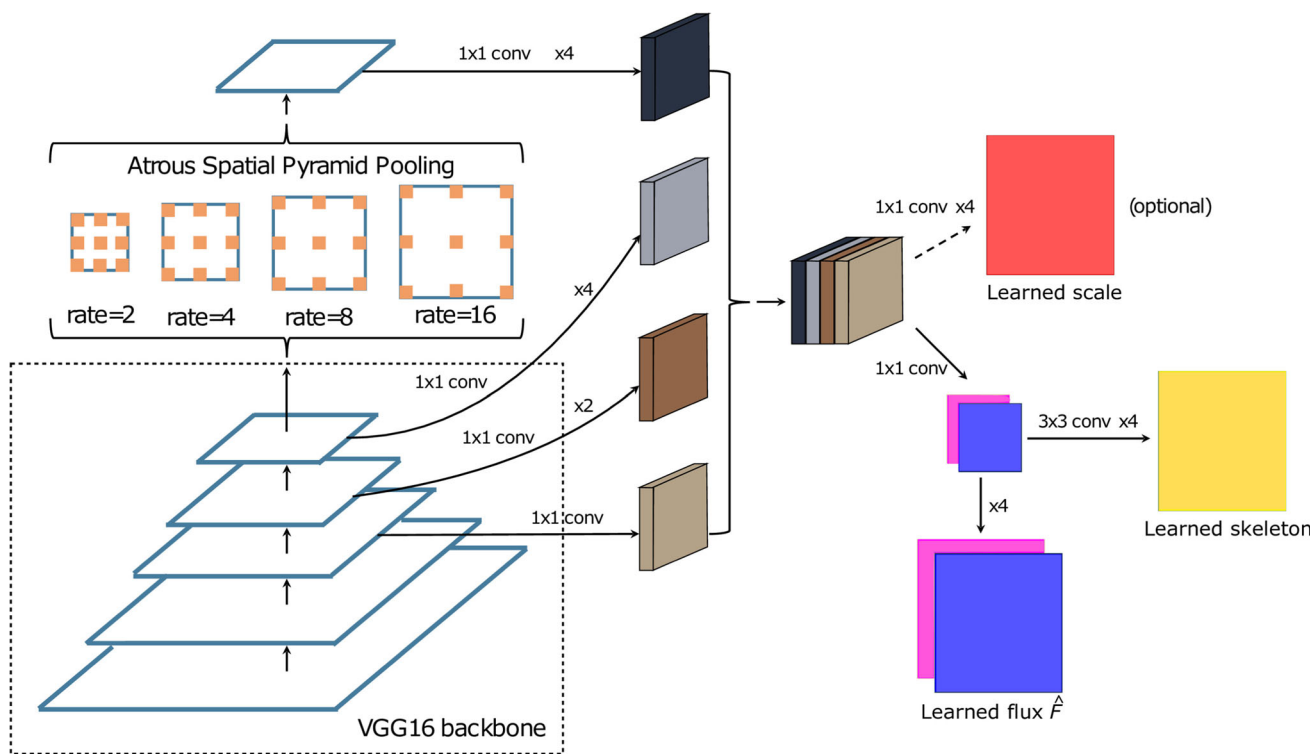 1x1 conv x4
Atrous Spatial Pyramid Pooling
rate=2 rate=4 rate=8 rate=16
x4
1x1 conv
x2
1x1 conv
1x1 conv
VGG16 backbone
1x1 conv x4
(optional)
Learned scale
1x1 conv
3x3 conv x4
x4
Learned skeleton
Learned flux F̂